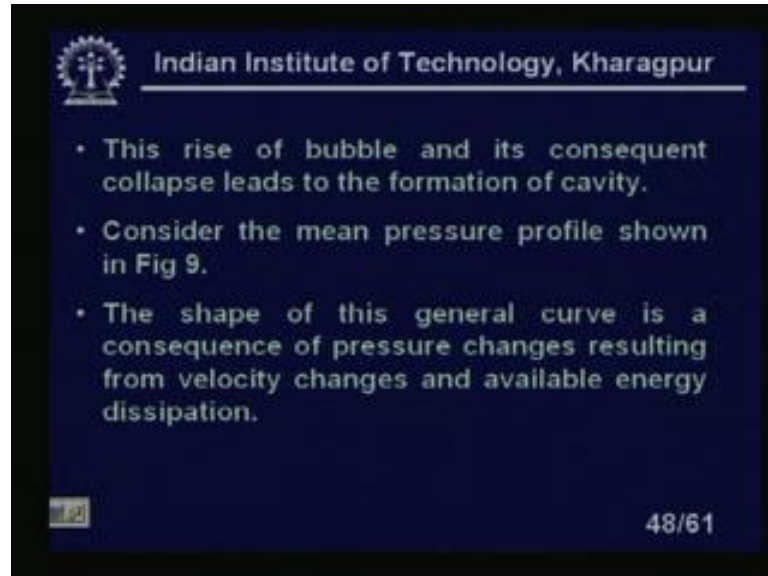 Indian Institute of Technology, Kharagpur
• This rise of bubble and its consequent
collapse leads to the formation of cavity.
• Consider the mean pressure profile shown
in Fig 9.
• The shape of this general curve is a
consequence of pressure changes resulting
from velocity changes and available energy
dissipation.
48/61